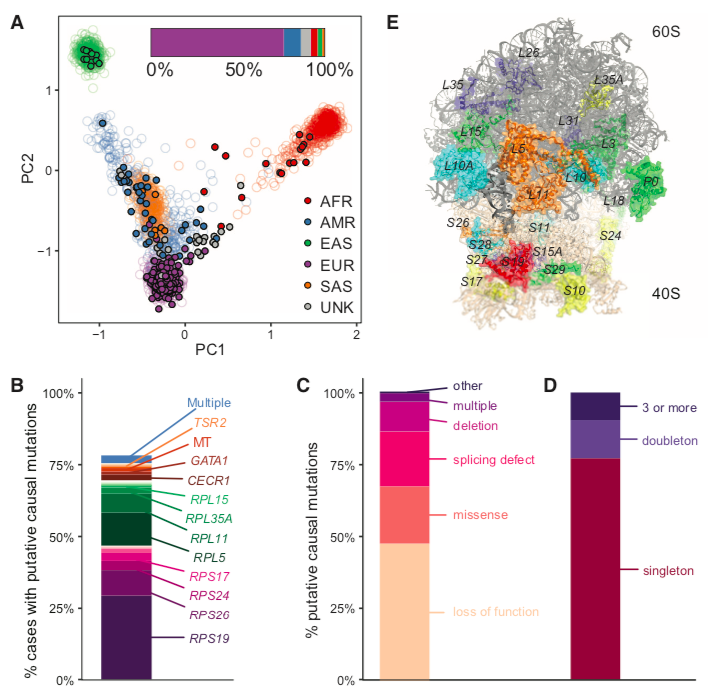 A
0%
50%
100%
1
0
−1
PC2
−1
0
1
PC1
AFR
AMR
EAS
EUR
SAS
UNK
E
60S
40S
L26
L35
L35A
L31
L15
L5
L3
L10A
L10
P0
L11
L18
S26
S11
S24
S28
S15A
S27
S19
S29
S17
S10
B
% cases with putative causal mutations
100%
75%
50%
25%
0%
Multiple
TSR2
MT
GATA1
CECR1
RPL15
RPL35A
RPL11
RPL5
RPS17
RPS24
RPS26
RPS19
C
% putative causal mutations
100%
75%
50%
25%
0%
other
multiple
deletion
splicing defect
missense
loss of function
D
3 or more
doubleton
singleton